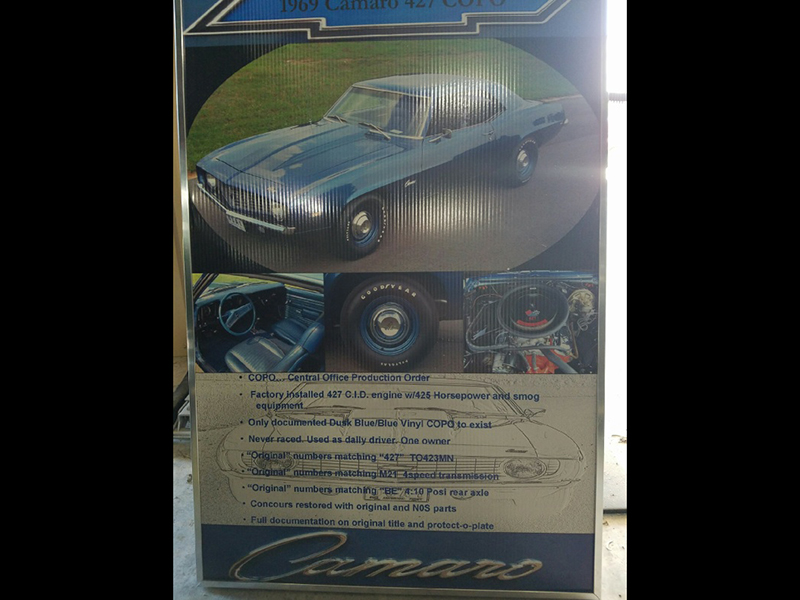 1969 Camaro 427 COPO
GOODYEAR
• COPO... Central Office Production Order
• Factory installed 427 C.I.D. engine w/425 Horsepower and smog
equipment
• Only documented Dusk Blue/Blue Vinyl COPO to exist
• Never raced. Used as daily driver. One owner
• "Original" numbers matching "427" TO423MN
• "Original" numbers matching M21 4speed transmission
• "Original" numbers matching "BE" 4:10 Posi rear axle
• Concours restored with original and N0S parts
• Full documentation on original title and protect-o-plate
Camaro